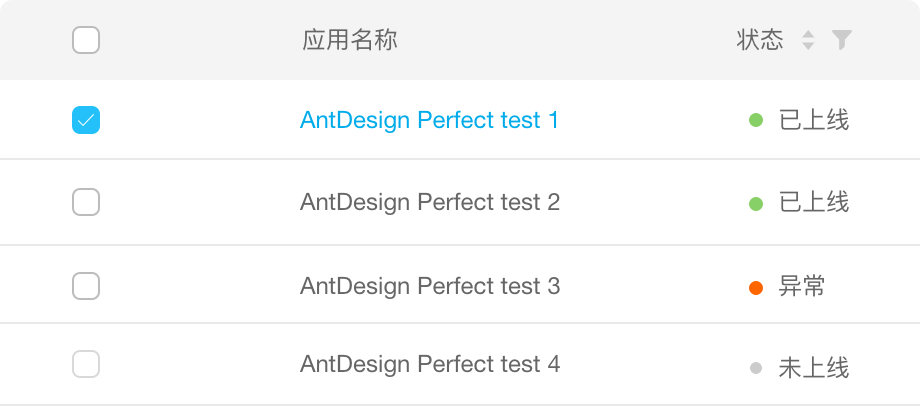 应用名称 状态
AntDesign Perfect test 1 已上线
AntDesign Perfect test 2 已上线
AntDesign Perfect test 3 异常
AntDesign Perfect test 4 未上线